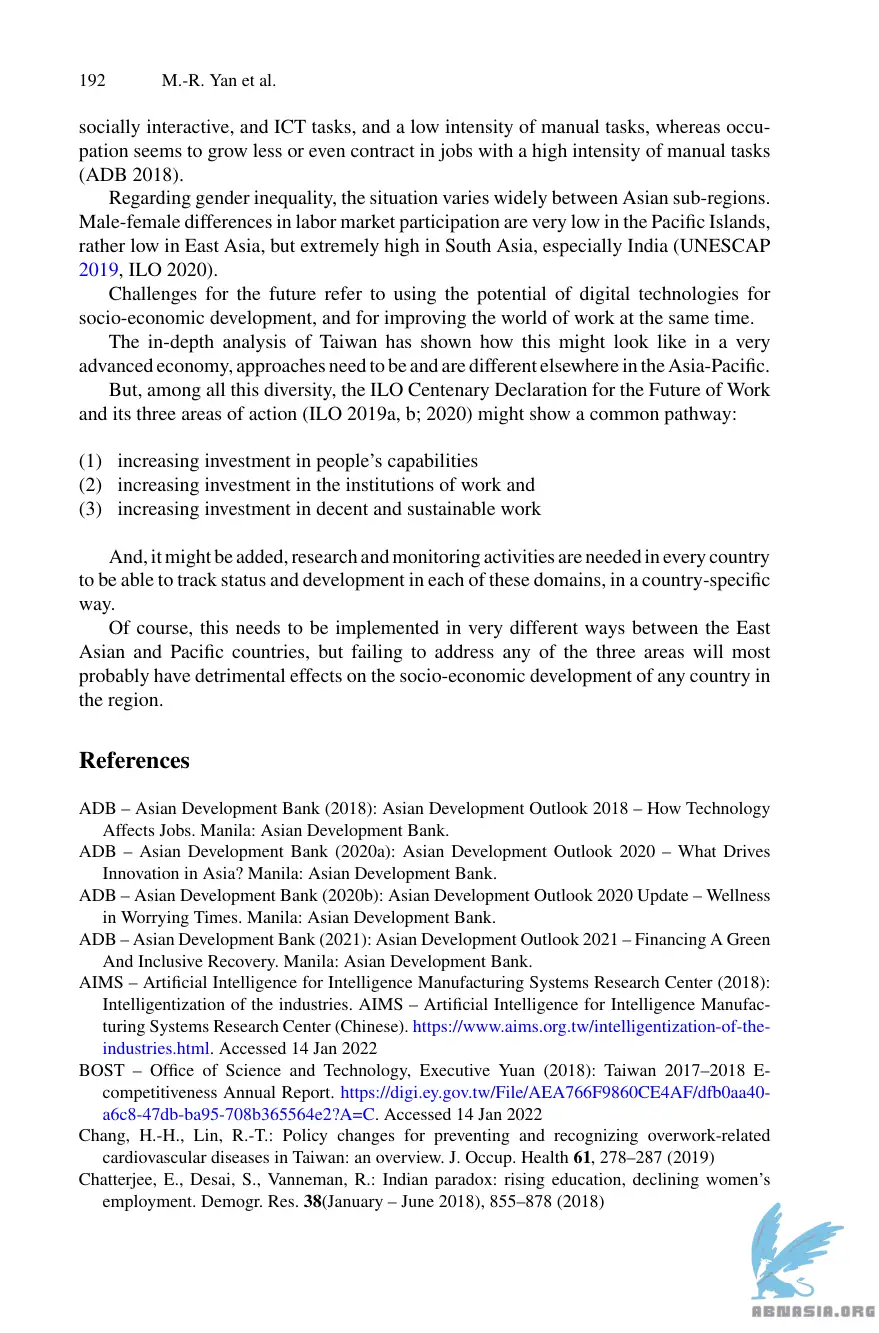 192 M.-R. Yan et al.
socially interactive, and ICT tasks, and a low intensity of manual tasks, whereas occu-
pation seems to grow less or even contract in jobs with a high intensity of manual tasks
(ADB 2018).
Regarding gender inequality, the situation varies widely between Asian sub-regions.
Male-female differences in labor market participation are very low in the Pacific Islands,
rather low in East Asia, but extremely high in South Asia, especially India (UNESCAP
2019, ILO 2020).
Challenges for the future refer to using the potential of digital technologies for
socio-economic development, and for improving the world of work at the same time.
The in-depth analysis of Taiwan has shown how this might look like in a very
advanced economy, approaches need to be and are different elsewhere in the Asia-Pacific.
But, among all this diversity, the ILO Centenary Declaration for the Future of Work
and its three areas of action (ILO 2019a, b; 2020) might show a common pathway:
(1) increasing investment in people's capabilities
(2) increasing investment in the institutions of work and
(3) increasing investment in decent and sustainable work
And, it might be added, research and monitoring activities are needed in every country
to be able to track status and development in each of these domains, in a country-specific
way.
Of course, this needs to be implemented in very different ways between the East
Asian and Pacific countries, but failing to address any of the three areas will most
probably have detrimental effects on the socio-economic development of any country in
the region.
References
ADB – Asian Development Bank (2018): Asian Development Outlook 2018 – How Technology
Affects Jobs. Manila: Asian Development Bank.
ADB – Asian Development Bank (2020a): Asian Development Outlook 2020 – What Drives
Innovation in Asia? Manila: Asian Development Bank.
ADB – Asian Development Bank (2020b): Asian Development Outlook 2020 Update – Wellness
in Worrying Times. Manila: Asian Development Bank.
ADB – Asian Development Bank (2021): Asian Development Outlook 2021 – Financing A Green
And Inclusive Recovery. Manila: Asian Development Bank.
AIMS – Artificial Intelligence for Intelligence Manufacturing Systems Research Center (2018):
Intelligentization of the industries. AIMS – Artificial Intelligence for Intelligence Manufac-
turing Systems Research Center (Chinese). https://www.aims.org.tw/intelligentization-of-the-
industries.html. Accessed 14 Jan 2022
BOST – Office of Science and Technology, Executive Yuan (2018): Taiwan 2017–2018 E-
competitiveness Annual Report. https://digi.ey.gov.tw/File/AEA766F9860CE4AF/dfb0aa40-
a6c8-47db-ba95-708b365564e2?A=C. Accessed 14 Jan 2022
Chang, H.-H., Lin, R.-T.: Policy changes for preventing and recognizing overwork-related
cardiovascular diseases in Taiwan: an overview. J. Occup. Health 61, 278–287 (2019)
Chatterjee, E., Desai, S., Vanneman, R.: Indian paradox: rising education, declining women's
employment. Demogr. Res. 38(January – June 2018), 855–878 (2018)
ABNASIA.ORG